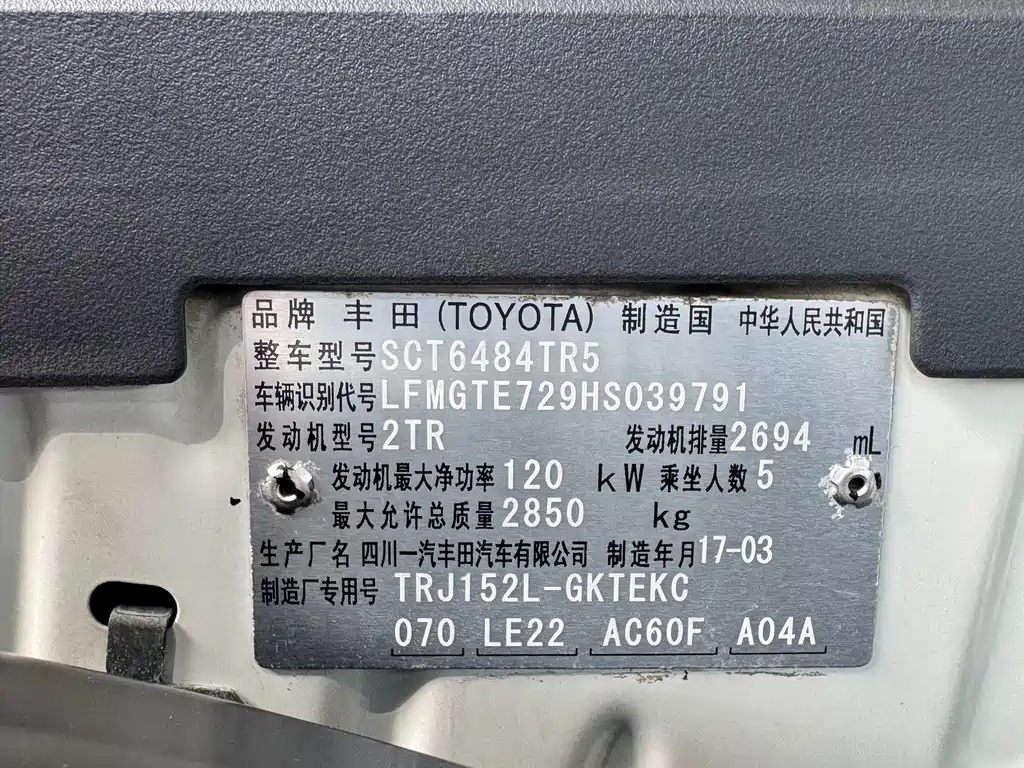 品牌 丰田(TOYOTA) 制造国 中华人民共和国
整车型号SCT6484TR5
车辆识别代号LFMGTE729HS039791
发动机型号2TR 发动机排量2694 mL
发动机最大净功率120 kW 乘坐人数5
最大允许总质量2850 kg
生产厂名 四川一汽丰田汽车有限公司 制造年月17-03
制造厂专用号 TRJ152L-GKTEKC
070 LE22 AC60F A04A